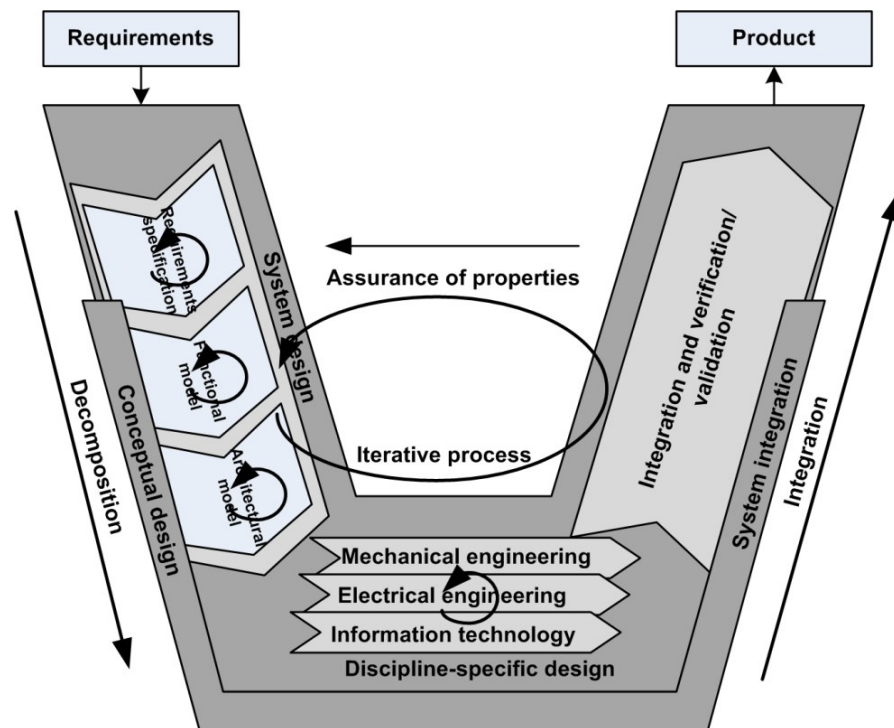 Requirements
Product
Requirements
specification
Functional
model
Architectural
model
System design
Conceptual design
Decomposition
Assurance of properties
Iterative process
Mechanical engineering
Electrical engineering
Information technology
Discipline-specific design
Integration and verification/
validation
System integration
Integration